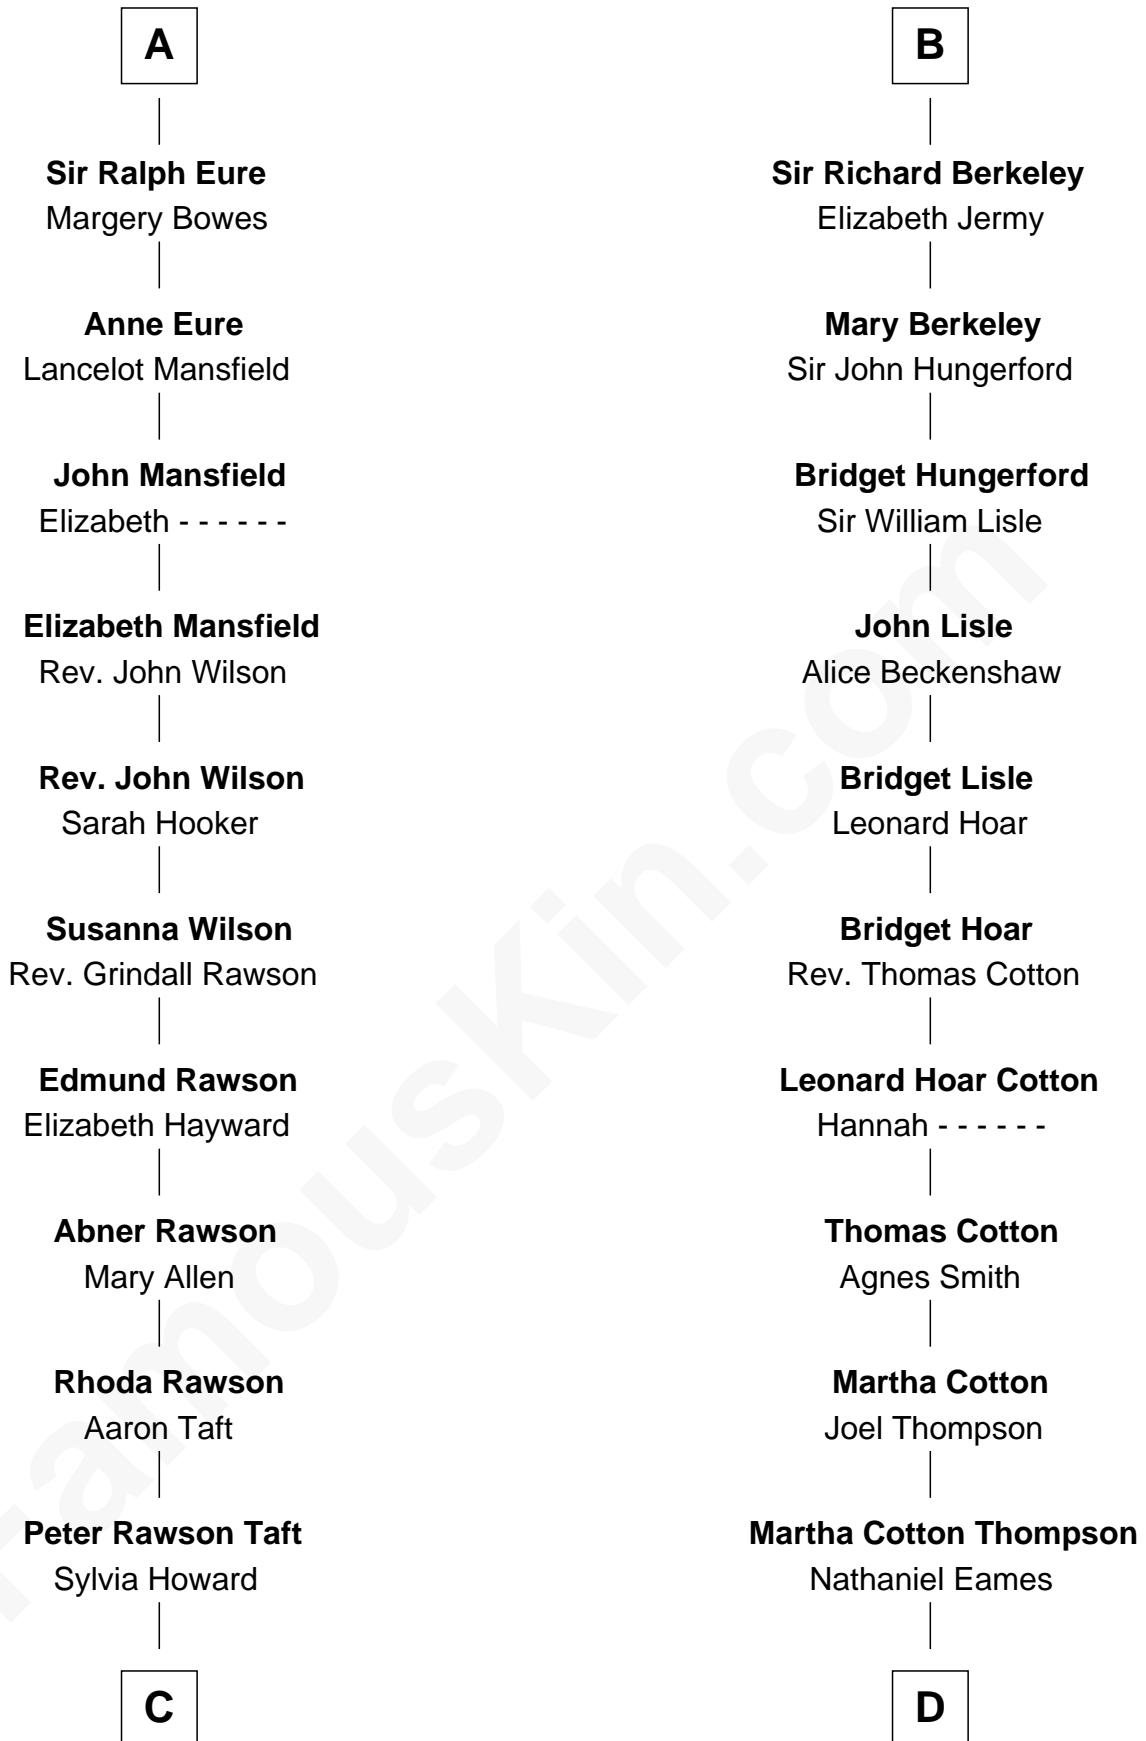 A
Sir Ralph Eure
Margery Bowes
Anne Eure
Lancelot Mansfield
John Mansfield
Elizabeth - - - - - -
Elizabeth Mansfield
Rev. John Wilson
Rev. John Wilson
Sarah Hooker
Susanna Wilson
Rev. Grindall Rawson
Edmund Rawson
Elizabeth Hayward
Abner Rawson
Mary Allen
Rhoda Rawson
Aaron Taft
Peter Rawson Taft
Sylvia Howard
C
B
Sir Richard Berkeley
Elizabeth Jermy
Mary Berkeley
Sir John Hungerford
Bridget Hungerford
Sir William Lisle
John Lisle
Alice Beckenshaw
Bridget Lisle
Leonard Hoar
Bridget Hoar
Rev. Thomas Cotton
Leonard Hoar Cotton
Hannah - - - - - -
Thomas Cotton
Agnes Smith
Martha Cotton
Joel Thompson
Martha Cotton Thompson
Nathaniel Eames
D
FamousKin.com